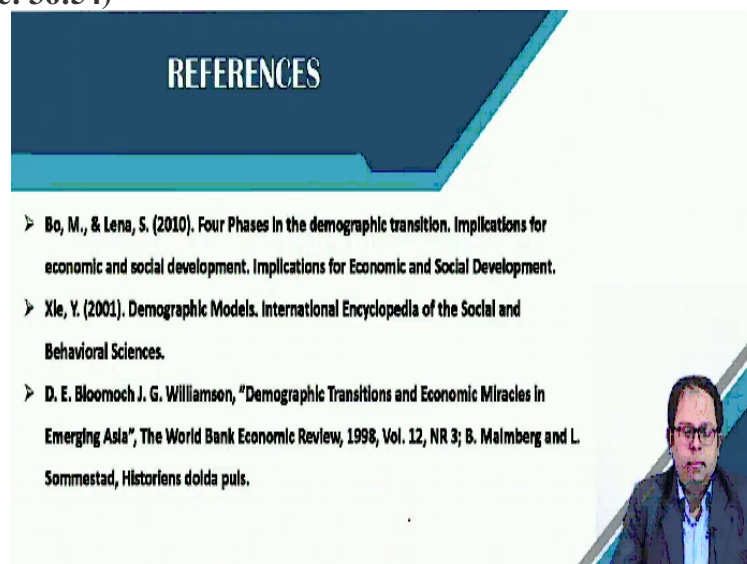 REFERENCES
➢ Bo, M., & Lena, S. (2010). Four Phases in the demographic transition. Implications for
economic and social development. Implications for Economic and Social Development.
➢ Xie, Y. (2001). Demographic Models. International Encyclopedia of the Social and
Behavioral Sciences.
➢ D. E. Bloomoch J. G. Williamson, "Demographic Transitions and Economic Miracles in
Emerging Asia", The World Bank Economic Review, 1998, Vol. 12, NR 3; B. Malmberg and L.
Sommestad, Historiens dolda puls.